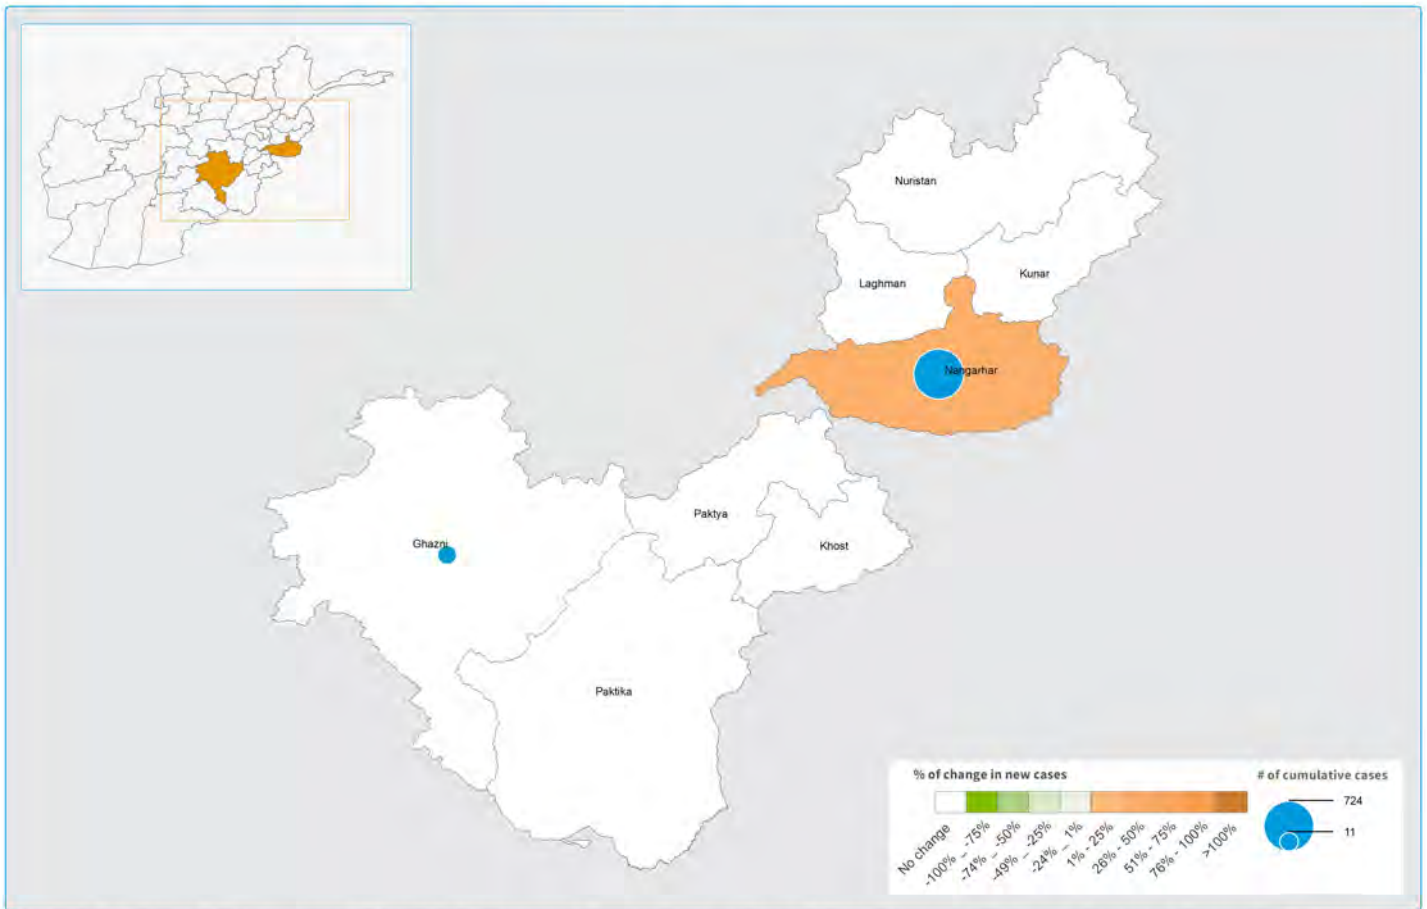 Nuristan
Kunar
Laghman
Nangarhar
Paktya
Ghazni
Khost
Paktika
% of change in new cases
# of cumulative cases
724
11
No change
-100% _ -75%
-74% _ -50%
-49% _ -25%
-24% _ 1%
1% - 25%
26% - 50%
51% - 75%
76% - 100%
>100%